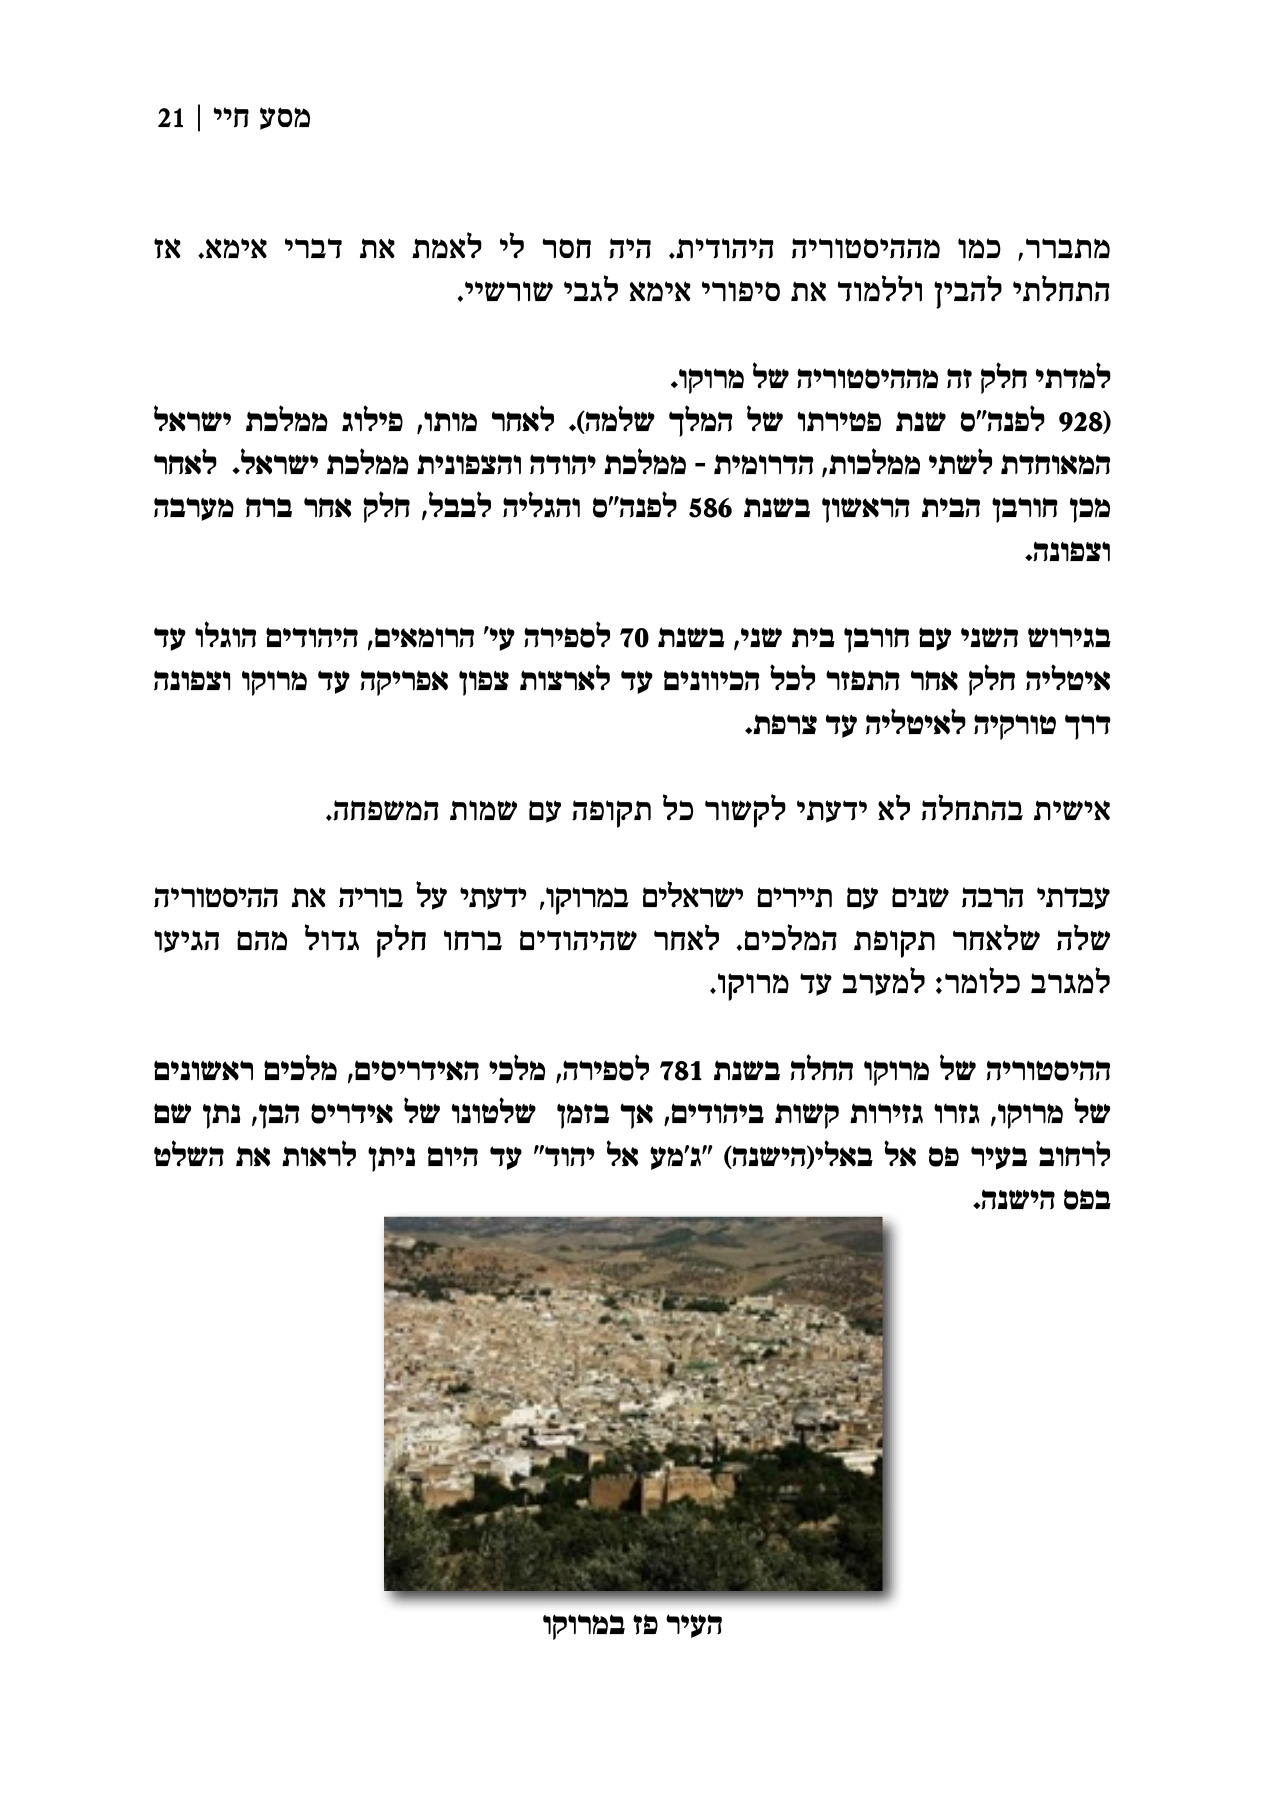 מסע חיי | 21
מתברר, כמו מההיסטוריה היהודית. היה חסר לי לאמת את דברי אימא. אז
התחלתי להבין וללמוד את סיפורי אימא לגבי שורשיי.
למדתי חלק זה מההיסטוריה של מרוקו.
(928 לפנה"ס שנת פטירתו של המלך שלמה). לאחר מותו, פילוג ממלכת ישראל
המאוחדת לשתי ממלכות, הדרומית - ממלכת יהודה והצפונית ממלכת ישראל. לאחר
מכן חורבן הבית הראשון בשנת 586 לפנה"ס והגליה לבבל, חלק אחר ברח מערבה
וצפונה.
בגירוש השני עם חורבן בית שני, בשנת 70 לספירה עי' הרומאים, היהודים הוגלו עד
איטליה חלק אחר התפזר לכל הכיוונים עד לארצות צפון אפריקה עד מרוקו וצפונה
דרך טורקיה לאיטליה עד צרפת.
אישית בהתחלה לא ידעתי לקשור כל תקופה עם שמות המשפחה.
עבדתי הרבה שנים עם תיירים ישראלים במרוקו, ידעתי על בוריה את ההיסטוריה
שלה שלאחר תקופת המלכים. לאחר שהיהודים ברחו חלק גדול מהם הגיעו
למגרב כלומר: למערב עד מרוקו.
ההיסטוריה של מרוקו החלה בשנת 781 לספירה, מלכי האידריסים, מלכים ראשונים
של מרוקו, גזרו גזירות קשות ביהודים, אך בזמן שלטונו של אידריס הבן, נתן שם
לרחוב בעיר פס אל באלי(הישנה) "ג'מע אל יהוד" עד היום ניתן לראות את השלט
בפס הישנה.
העיר פז במרוקו